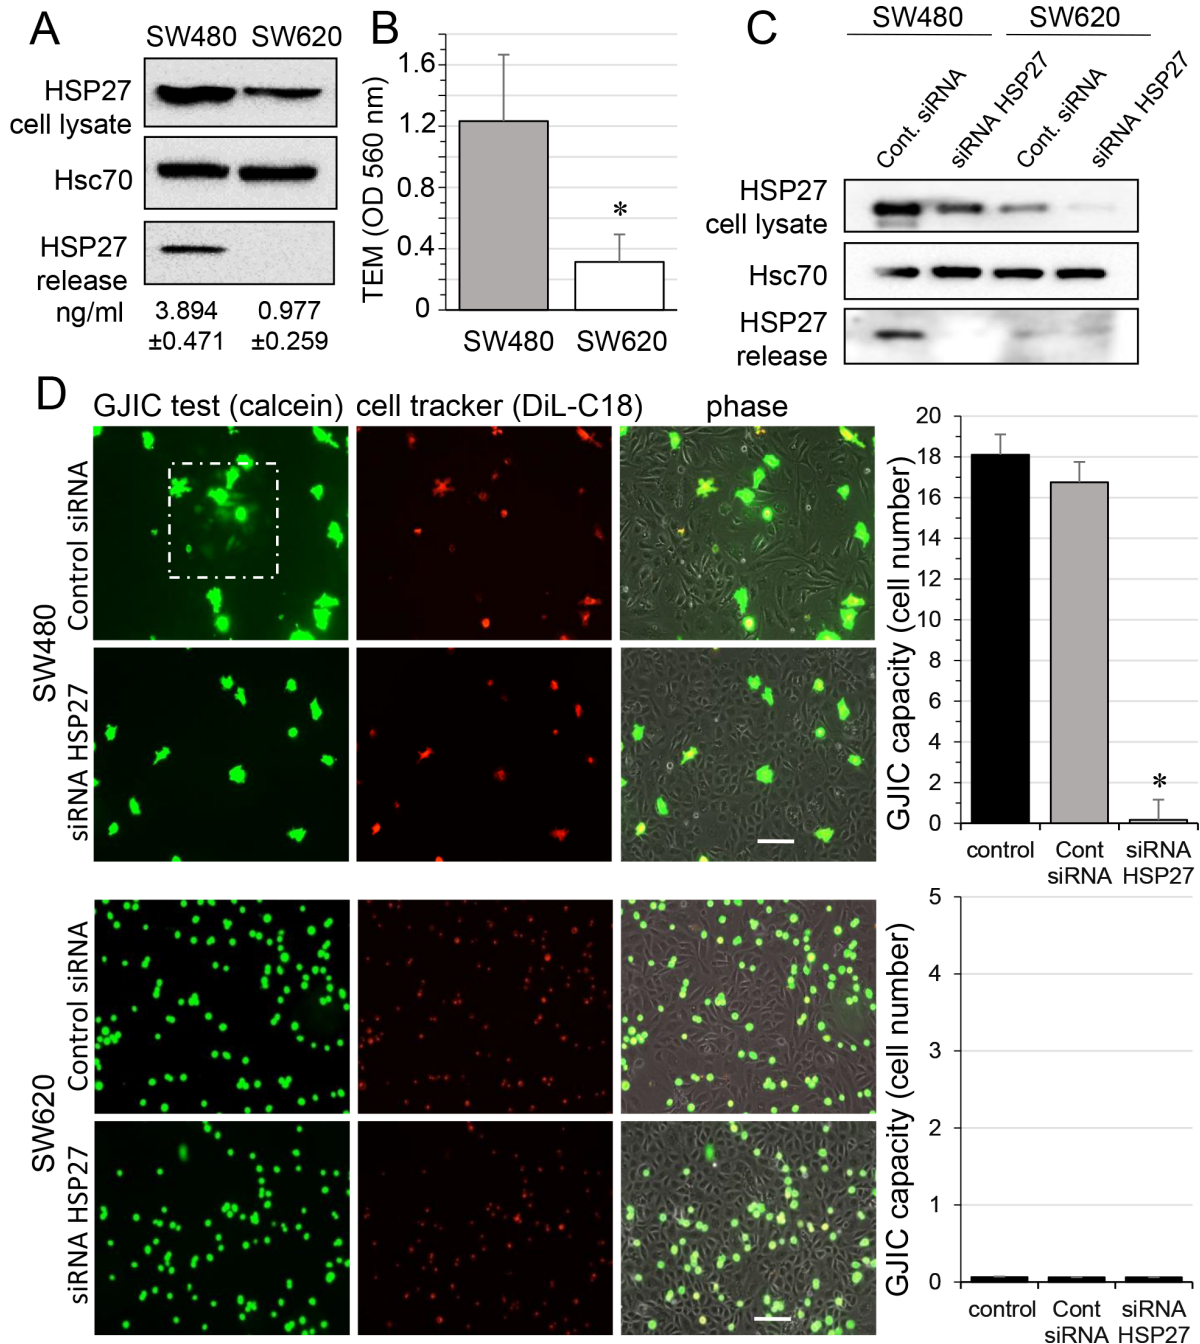 A
SW480 SW620
HSP27
cell lysate
Hsc70
HSP27
release
ng/ml
3.894 0.977
±0.471 ±0.259
B
TEM (OD 560 nm)
1.6
1.2
0.8
0.4
0
*
SW480 SW620
C
SW480 SW620
Cont. siRNA
siRNA HSP27
Cont. siRNA
siRNA HSP27
HSP27
cell lysate
Hsc70
HSP27
release
D
GJIC test (calcein) cell tracker (DiL-C18) phase
SW480
Control siRNA
siRNA HSP27
GJIC capacity (cell number)
20
18
16
14
12
10
8
6
4
2
0
*
control Cont siRNA
siRNA HSP27
SW620
Control siRNA
siRNA HSP27
GJIC capacity (cell number)
5
4
3
2
1
0
control Cont siRNA
siRNA HSP27